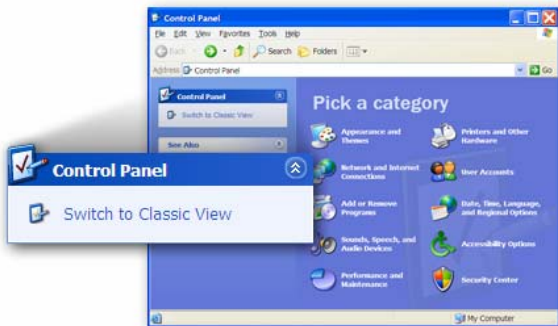 Control Panel
File Edit View Favorites Tools Help
Back Search Folders
Address Control Panel Go
Control Panel
Switch to Classic View
See Also
Pick a category
Appearance and Themes
Printers and Other Hardware
Network and Internet Connections
User Accounts
Add or Remove Programs
Date, Time, Language, and Regional Options
Sounds, Speech, and Audio Devices
Accessibility Options
Performance and Maintenance
Security Center
My Computer
Control Panel
Switch to Classic View